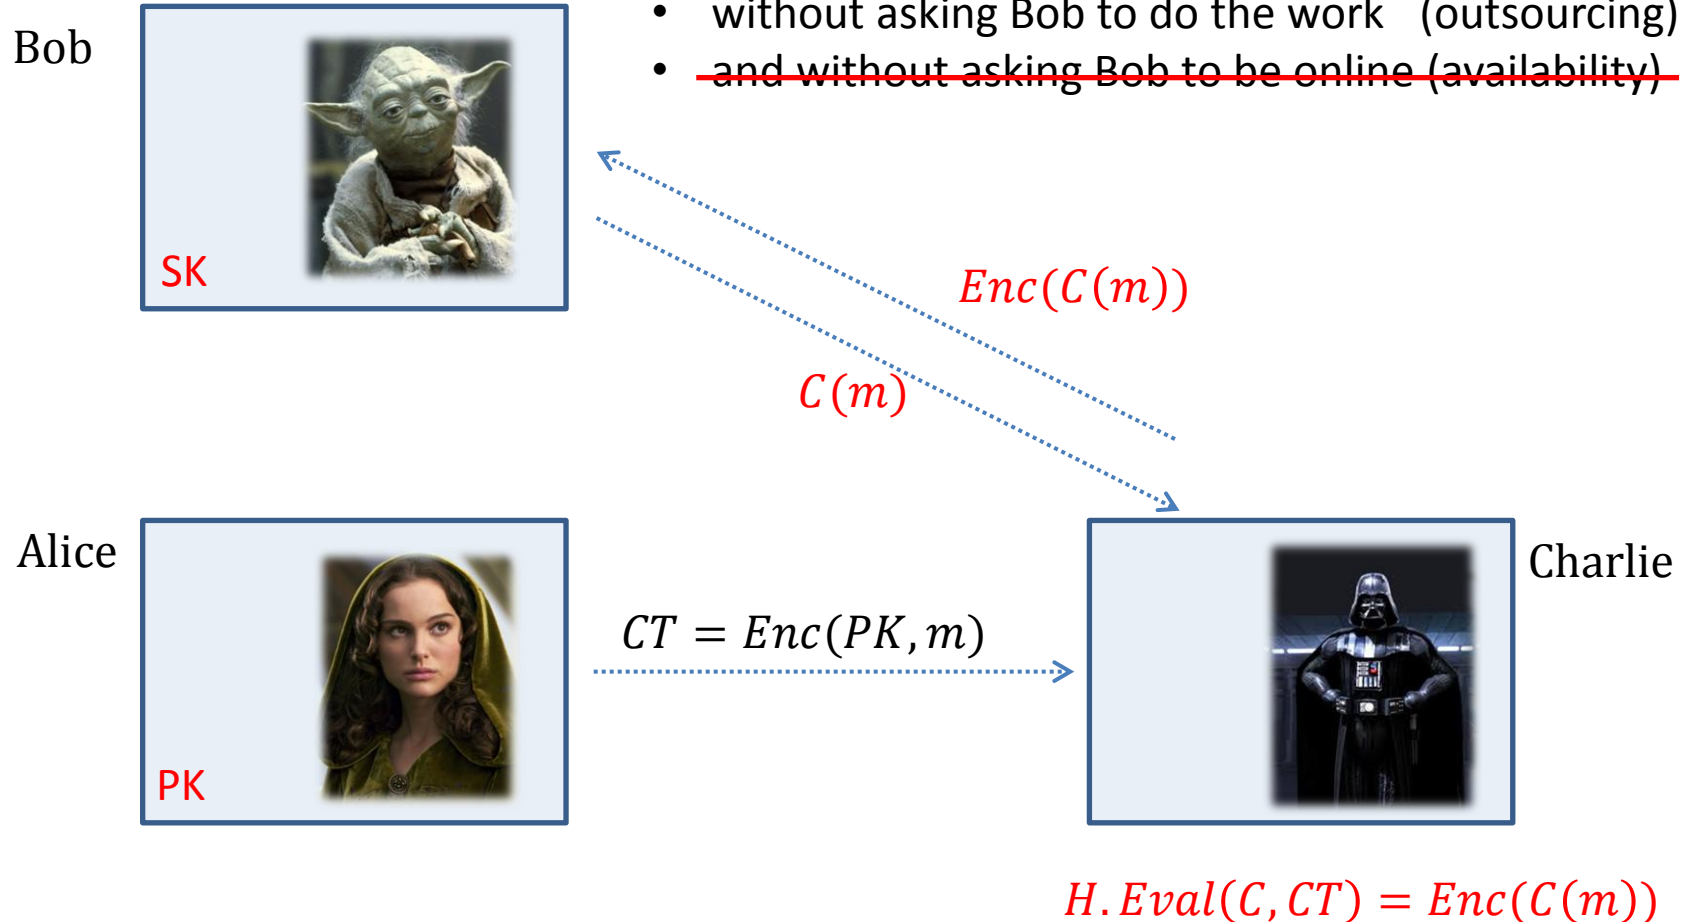 • without asking Bob to do the work (outsourcing)
Bob
• and without asking Bob to be online (availability)
SK
Enc(C(m))
C(m)
Alice
Charlie
CT = Enc(PK, m)
PK
H. Eval(C, CT) = Enc(C(m))